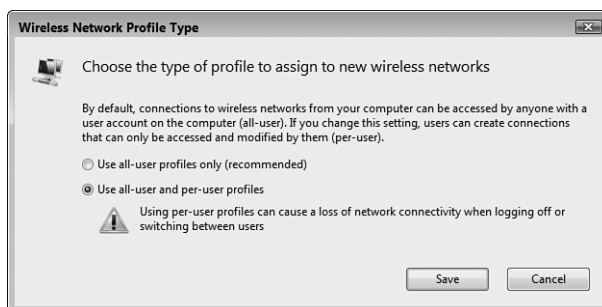 Wireless Network Profile Type
Choose the type of profile to assign to new wireless networks
By default, connections to wireless networks from your computer can be accessed by anyone with a
user account on the computer (all-user). If you change this setting, users can create connections
that can only be accessed and modified by them (per-user).
Use all-user profiles only (recommended)
Use all-user and per-user profiles
Using per-user profiles can cause a loss of network connectivity when logging off or
switching between users
Save
Cancel